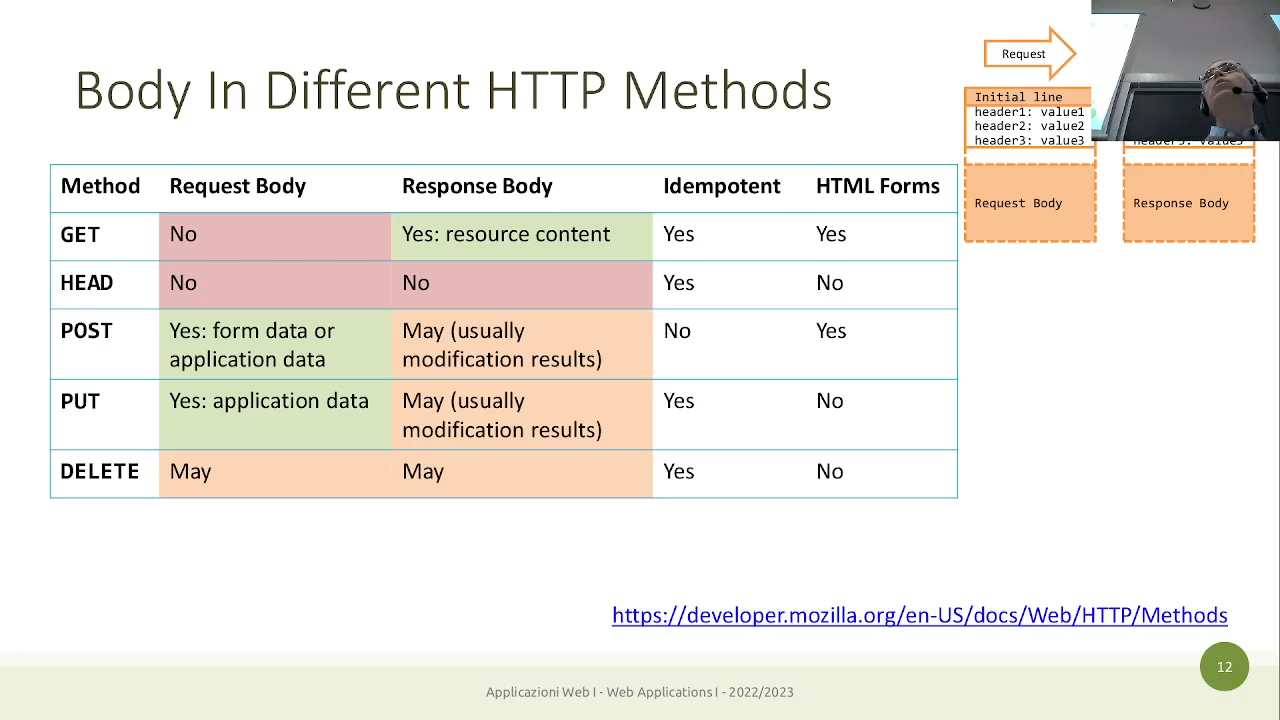 Body In Different HTTP Methods
Request
Initial line
header1: value1
header2: value2
header3: value3
Request Body
Response Body
Method Request Body Response Body Idempotent HTML Forms
GET No Yes: resource content Yes Yes
HEAD No No Yes No
POST Yes: form data or application data May (usually modification results) No Yes
PUT Yes: application data May (usually modification results) Yes No
DELETE May May Yes No
https://developer.mozilla.org/en-US/docs/Web/HTTP/Methods
12
Applicazioni Web I - Web Applications I - 2022/2023